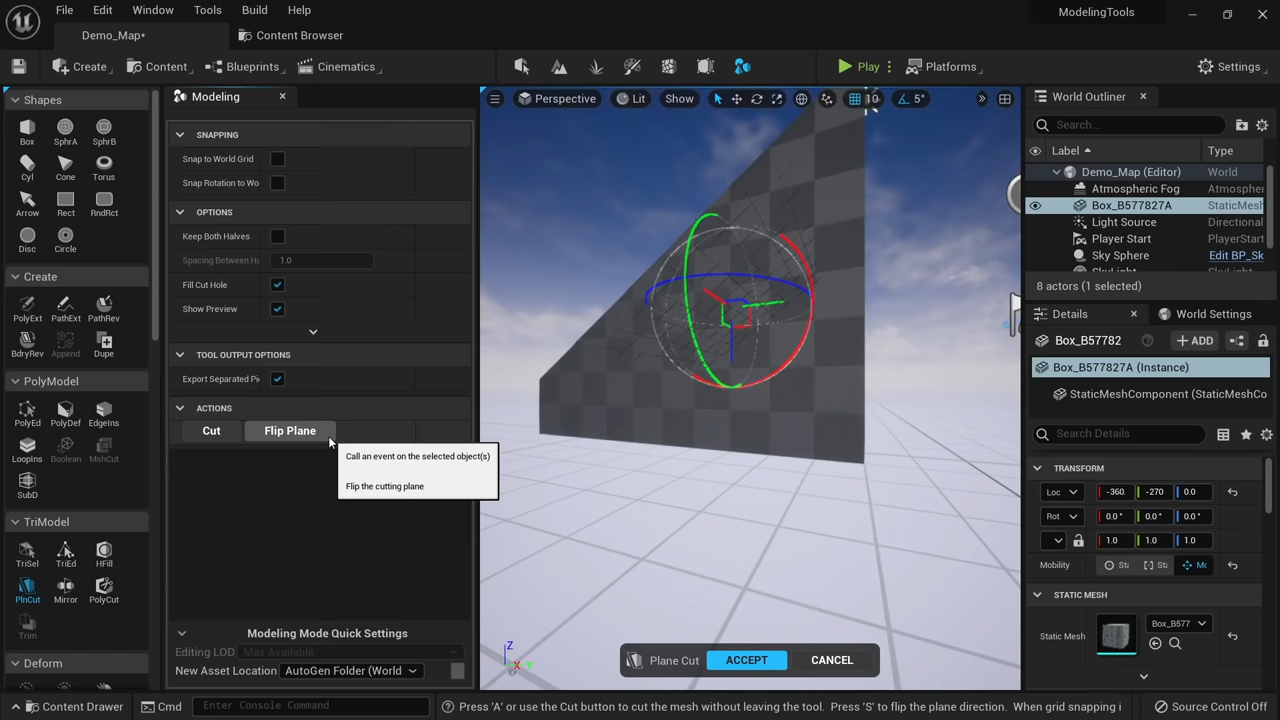 File Edit Window Tools Build Help
ModelingTools
Demo_Map*
Content Browser
Create
Content
Blueprints
Cinematics
Play
Platforms
Settings
Shapes
Box SphrA SphrB
Cyl Cone Torus
Arrow Rect RndRct
Disc Circle
Create
PolyExt PathExt PathRev
BdryRev Append Dupe
PolyModel
PolyEd PolyDef EdgeIns
LoopIns Boolean MshCut
SubD
TriModel
TriSel TriEd HFill
PlnCut Mirror PolyCut
Trim
Deform
Modeling
SNAPPING
Snap to World Grid
Snap Rotation to Wo
OPTIONS
Keep Both Halves
Spacing Between Ha 1.0
Fill Cut Hole
Show Preview
TOOL OUTPUT OPTIONS
Export Separated Pi
ACTIONS
Cut Flip Plane
Call an event on the selected object(s)
Flip the cutting plane
Modeling Mode Quick Settings
Editing LOD Max Available
New Asset Location AutoGen Folder (World
Perspective Lit Show 10 5°
Z
X Y
Plane Cut ACCEPT CANCEL
World Outliner
Search...
Label Type
Demo_Map (Editor) World
Atmospheric Fog Atmosphe
Box_B577827A StaticMesh
Light Source Directional
Player Start PlayerStart
Sky Sphere Edit BP_Sk
8 actors (1 selected)
Details World Settings
Box_B57782 ADD
Box_B577827A (Instance)
StaticMeshComponent (StaticMeshCo
Search Details
TRANSFORM
Loc -360. -270 0.0
Rot 0.0° 0.0° 0.0°
1.0 1.0 1.0
Mobility Sta Sta Mo
STATIC MESH
Static Mesh Box_B577
Content Drawer Cmd Enter Console Command
Press 'A' or use the Cut button to cut the mesh without leaving the tool. Press 'S' to flip the plane direction. When grid snapping i
Source Control Off